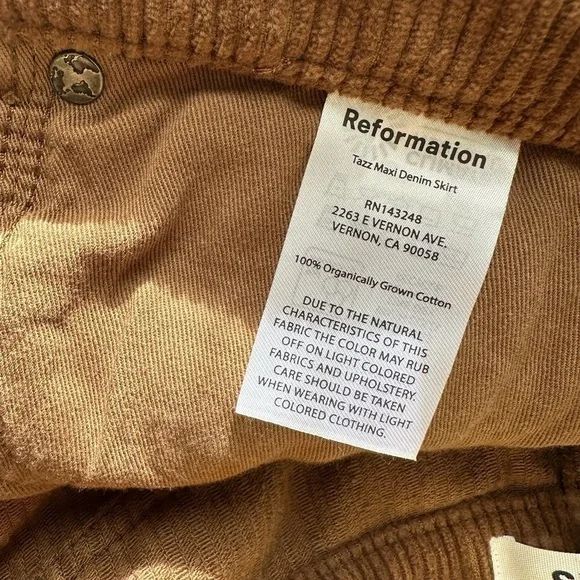 Reformation
Tazz Maxi Denim Skirt
RN143248
2263 E VERNON AVE.
VERNON, CA 90058
100% Organically Grown Cotton
DUE TO THE NATURAL
CHARACTERISTICS OF THIS
FABRIC THE COLOR MAY RUB
OFF ON LIGHT COLORED
FABRICS AND UPHOLSTERY.
CARE SHOULD BE TAKEN
WHEN WEARING WITH LIGHT
COLORED CLOTHING.